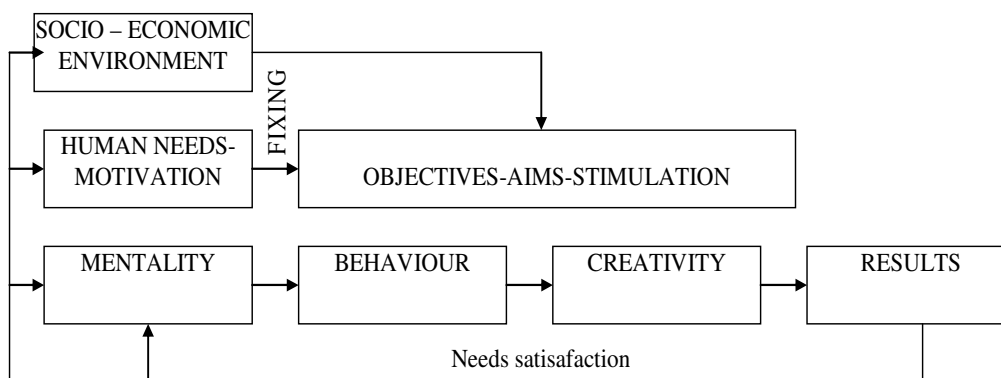 SOCIO – ECONOMIC
ENVIRONMENT
FIXING
HUMAN NEEDS-
MOTIVATION
OBJECTIVES-AIMS-STIMULATION
MENTALITY
BEHAVIOUR
CREATIVITY
RESULTS
Needs satisafaction